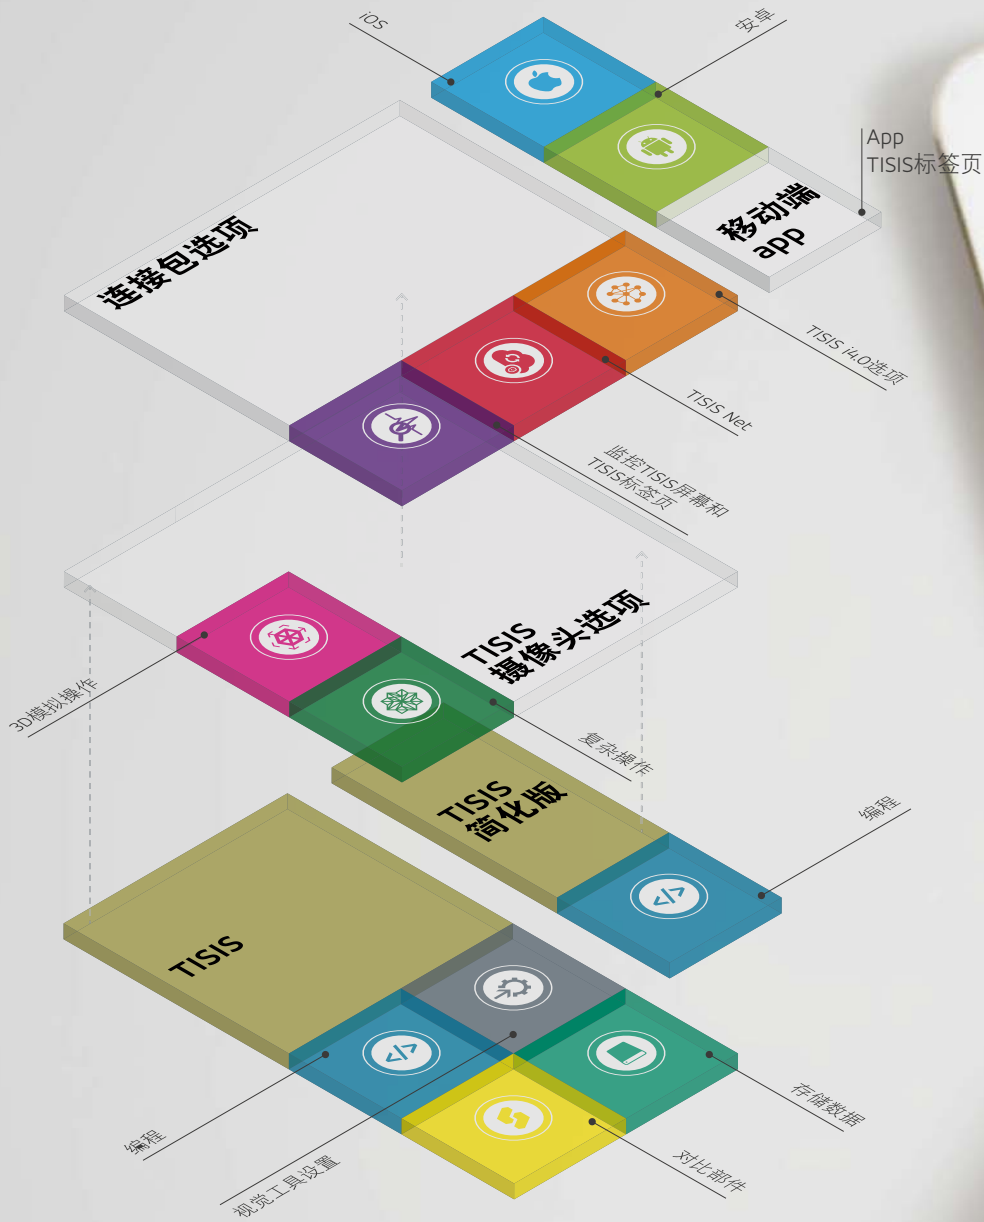 iOS
安卓
App
TISIS标签页
移动端
app
连接包选项
TISIS i4.0选项
TISIS Net
监控TISIS屏幕和
TISIS标签页
TISIS
摄像头选项
3D模拟操作
复杂操作
TISIS
简化版
编程
TISIS
存储数据
编程
对比部件
视觉工具设置